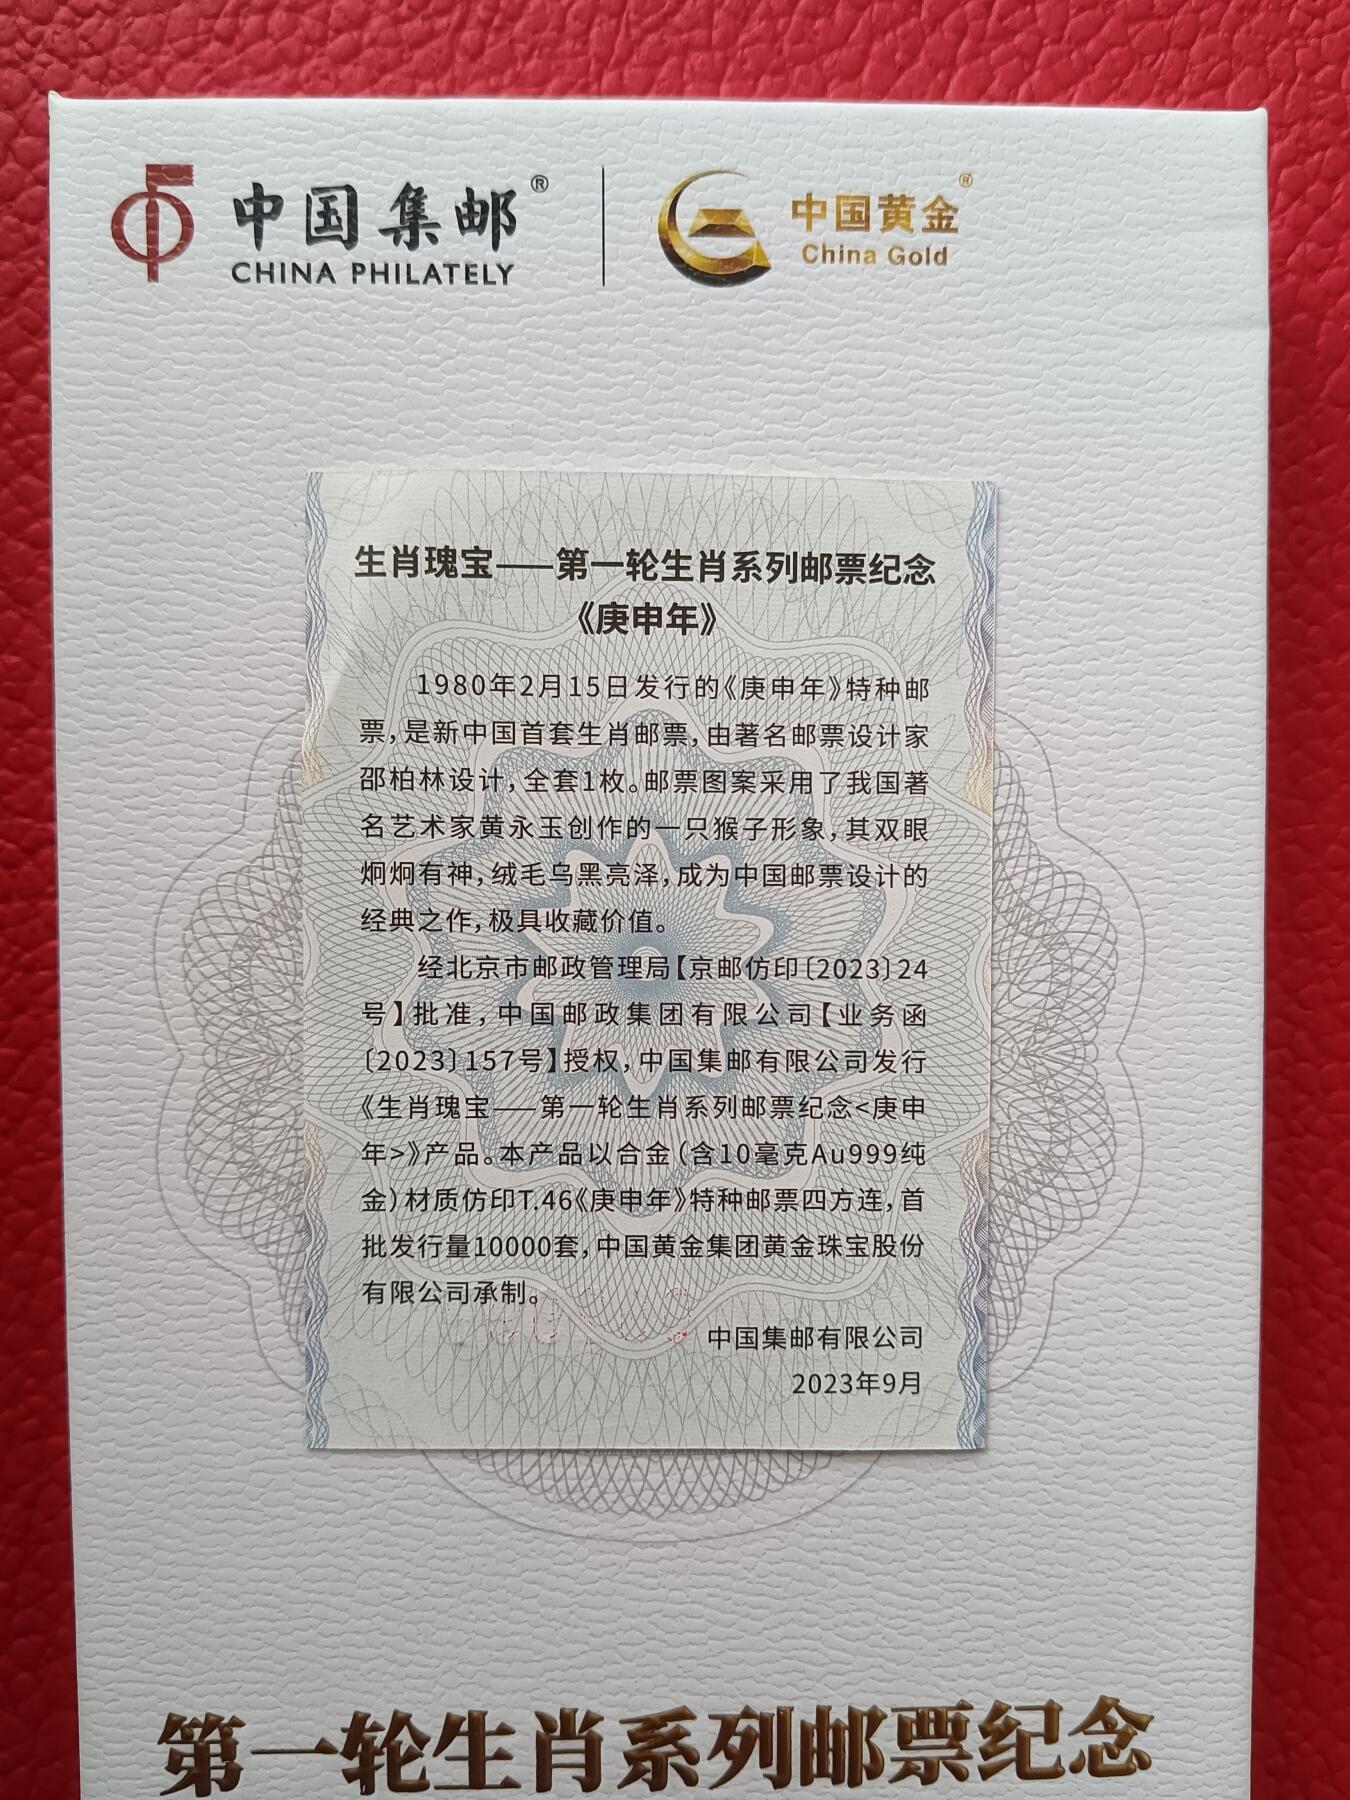 中国集邮®
CHINA PHILATELY
中国黄金®
China Gold
生肖瑰宝——第一轮生肖系列邮票纪念
《庚申年》
1980年2月15日发行的《庚申年》特种邮
票,是新中国首套生肖邮票,由著名邮票设计家
邵柏林设计,全套1枚。邮票图案采用了我国著
名艺术家黄永玉创作的一只猴子形象,其双眼
炯炯有神,绒毛乌黑亮泽,成为中国邮票设计的
经典之作,极具收藏价值。
经北京市邮政管理局【京邮仿印〔2023〕24
号】批准,中国邮政集团有限公司【业务函
〔2023〕157号】授权,中国集邮有限公司发行
《生肖瑰宝——第一轮生肖系列邮票纪念<庚申
年>》产品。本产品以合金(含10毫克Au999纯
金)材质仿印T.46《庚申年》特种邮票四方连,首
批发行量10000套,中国黄金集团黄金珠宝股份
有限公司承制。
中国集邮有限公司
2023年9月
第一轮生肖系列邮票纪念